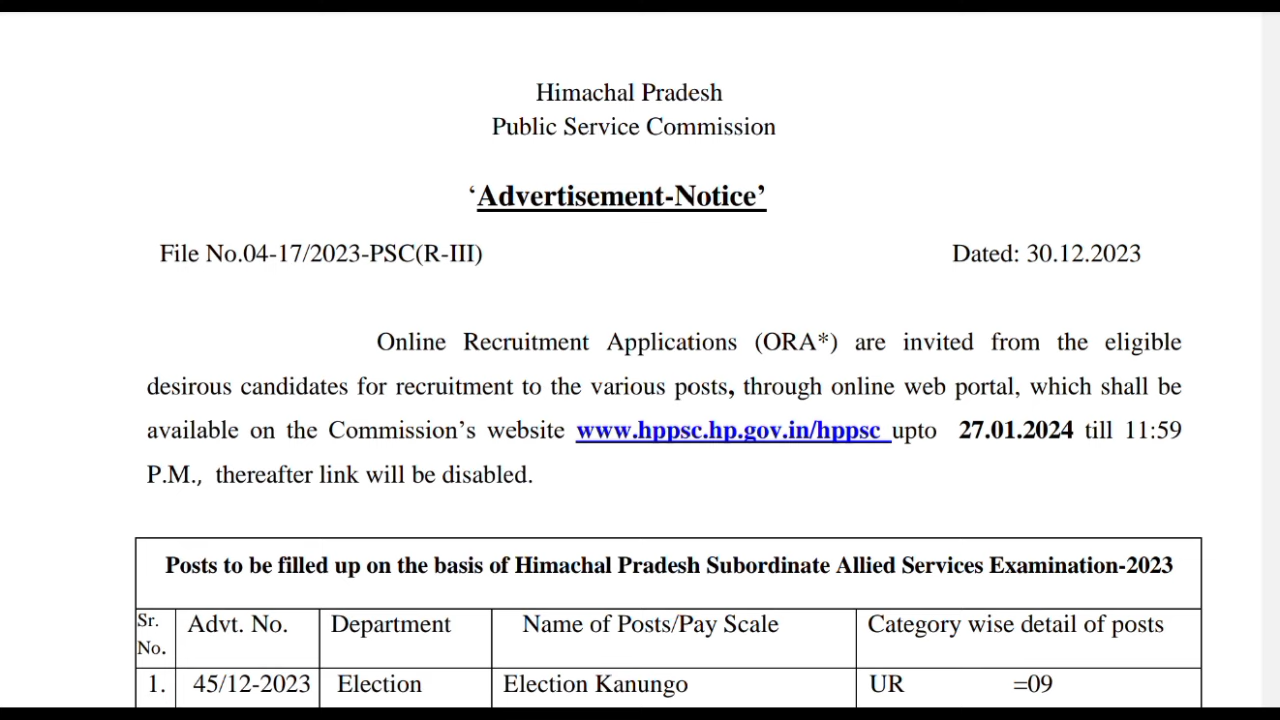 Himachal Pradesh
Public Service Commission
‘Advertisement-Notice’
File No.04-17/2023-PSC(R-III) Dated: 30.12.2023
Online Recruitment Applications (ORA*) are invited from the eligible
desirous candidates for recruitment to the various posts, through online web portal, which shall be
available on the Commission’s website www.hppsc.hp.gov.in/hppsc upto 27.01.2024 till 11:59
P.M., thereafter link will be disabled.
Posts to be filled up on the basis of Himachal Pradesh Subordinate Allied Services Examination-2023
Sr. No. Advt. No. Department Name of Posts/Pay Scale Category wise detail of posts
1. 45/12-2023 Election Election Kanungo UR =09